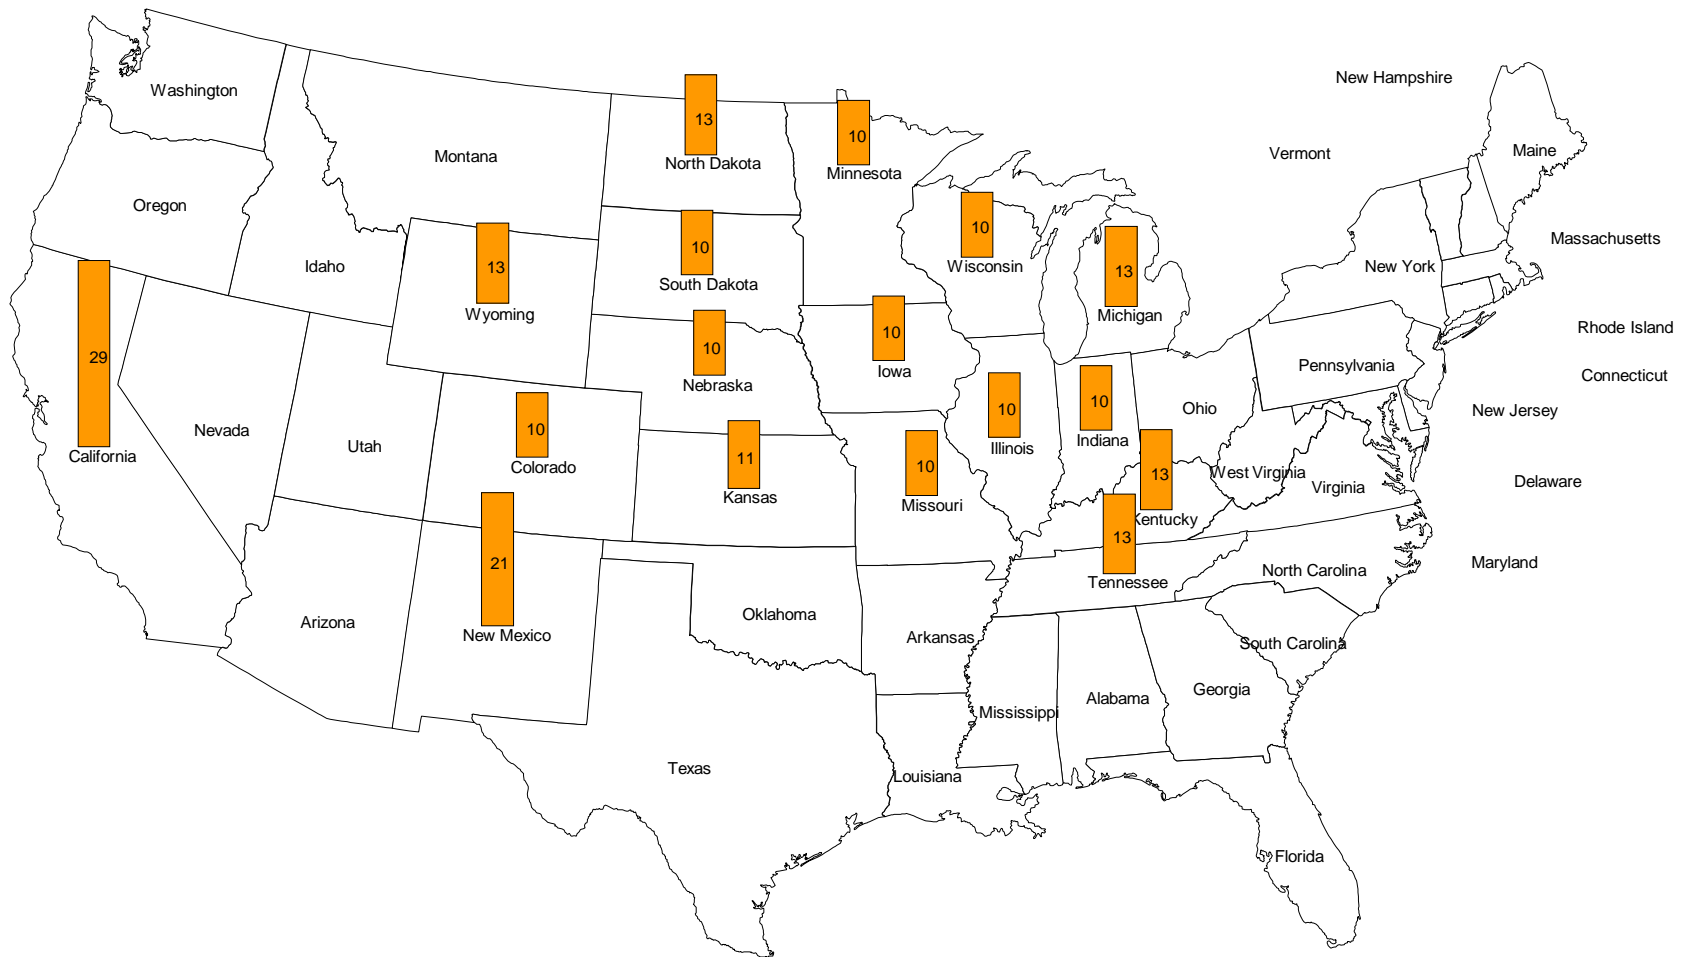 New Hampshire
Washington
13
10
Maine
Vermont
Montana
North Dakota
Minnesota
Oregon
10
Massachusetts
10
Wisconsin
New York
Idaho
13
13
South Dakota
Wyoming
Michigan
Rhode Island
10
10
29
Nebraska
Iowa
Pennsylvania
Connecticut
10
10
Ohio
New Jersey
Nevada
10
Indiana
Utah
Illinois
California
11
Colorado
10
13
West Virginia
Delaware
Virginia
Kansas
Missouri
Kentucky
13
21
Maryland
North Carolina
Tennessee
Oklahoma
Arizona
New Mexico
Arkansas
South Carolina
Georgia
Alabama
Mississippi
Texas
Louisiana
Florida